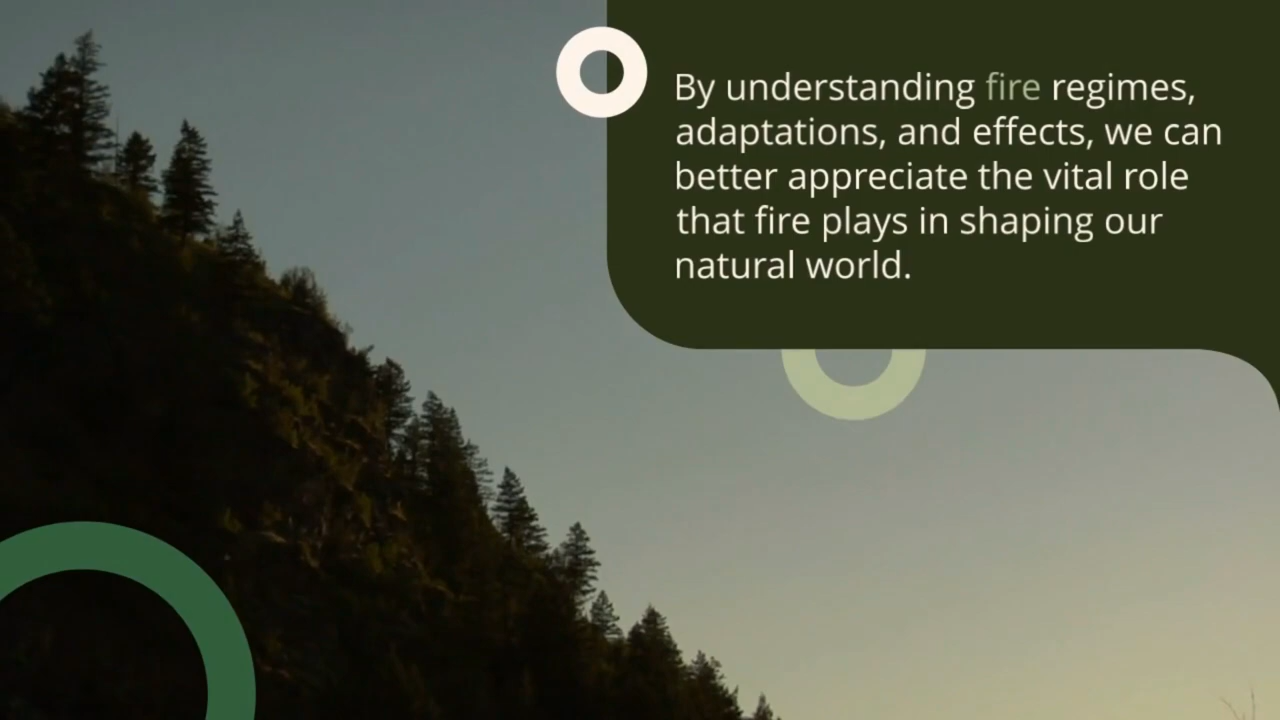 By understanding fire regimes,
adaptations, and effects, we can
better appreciate the vital role
that fire plays in shaping our
natural world.